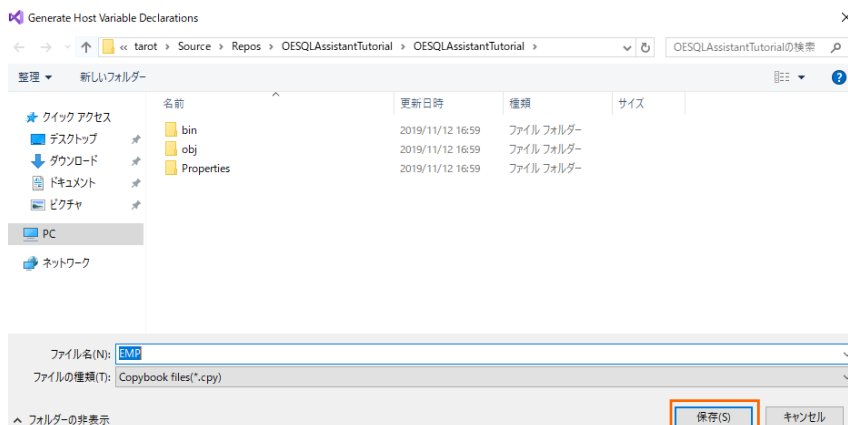 Generate Host Variable Declarations
« tarot > Source > Repos > OESQLAssistantTutorial > OESQLAssistantTutorial >
OESQLAssistantTutorialの検索
整理 新しいフォルダー
名前 更新日時 種類 サイズ
クイック アクセス
デスクトップ
ダウンロード
ドキュメント
ピクチャ
PC
ネットワーク
bin 2019/11/12 16:59 ファイル フォルダー
obj 2019/11/12 16:59 ファイル フォルダー
Properties 2019/11/12 16:59 ファイル フォルダー
ファイル名(N): EMP
ファイルの種類(T): Copybook files(*.cpy)
フォルダーの非表示 保存(S) キャンセル